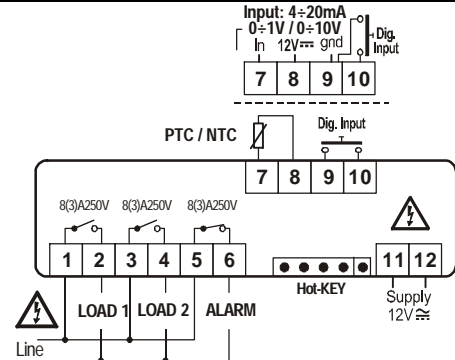 Input: 4÷20mA
0÷1V / 0÷10V
In 12V⎓ gnd
Dig. Input
7 8 9 10
PTC / NTC
Dig. Input
7 8 9 10
8(3)A250V 8(3)A250V 8(3)A250V
1 2 3 4 5 6
Hot-KEY
11 12
LOAD 1 LOAD 2 ALARM
Supply
12V≂
Line